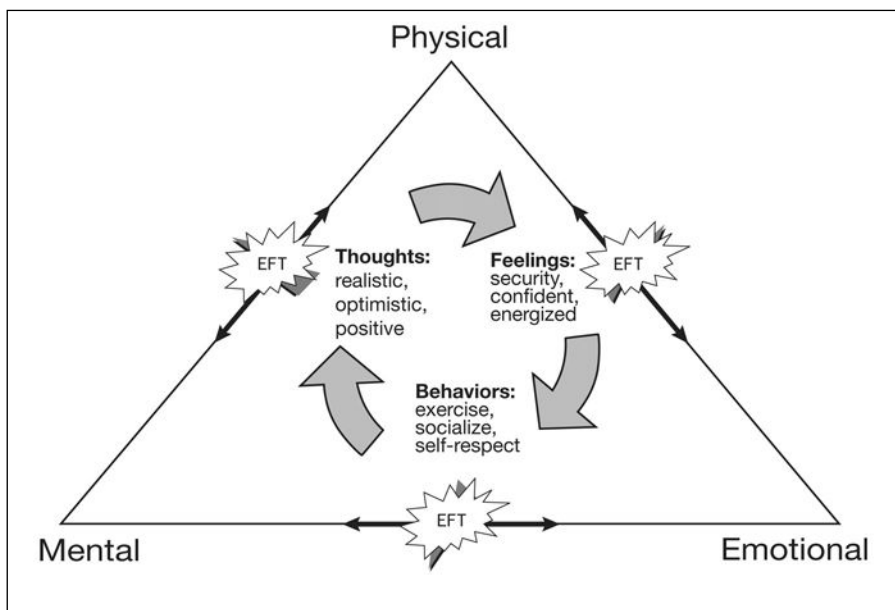 Physical
EFT
Thoughts:
realistic,
optimistic,
positive
Feelings:
security,
confident,
energized
EFT
Behaviors:
exercise,
socialize,
self-respect
EFT
Mental
Emotional